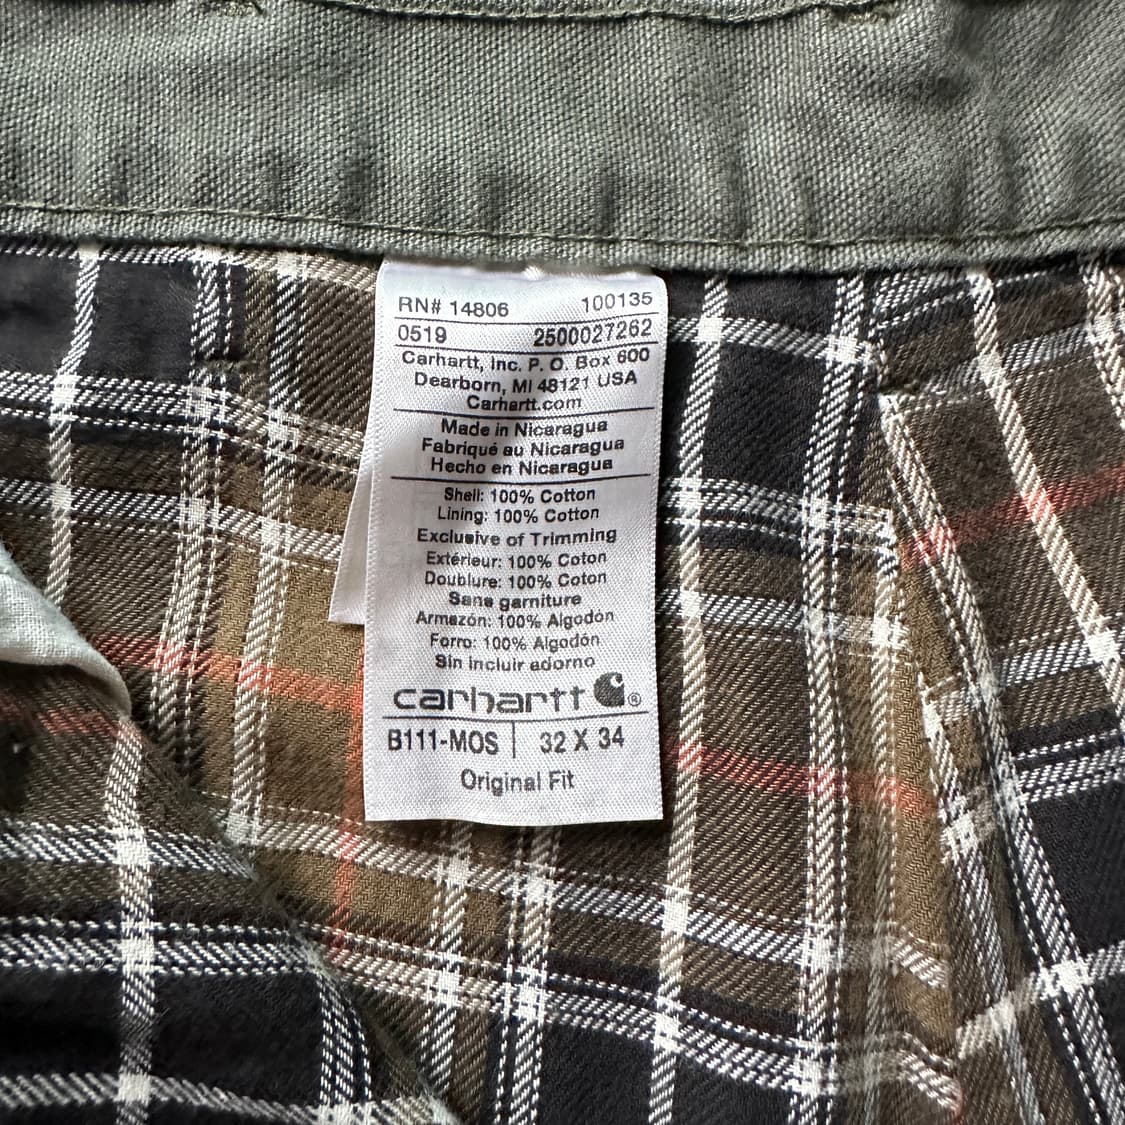 RN# 14806 100135
0519 2500027262
Carhartt, Inc. P. O. Box 600
Dearborn, MI 48121 USA
Carhartt.com
Made in Nicaragua
Fabriqué au Nicaragua
Hecho en Nicaragua
Shell: 100% Cotton
Lining: 100% Cotton
Exclusive of Trimming
Extérieur: 100% Coton
Doublure: 100% Coton
Sans garniture
Armazón: 100% Algodón
Forro: 100% Algodón
Sin incluir adorno
carhartt ®
B111-MOS 32 X 34
Original Fit